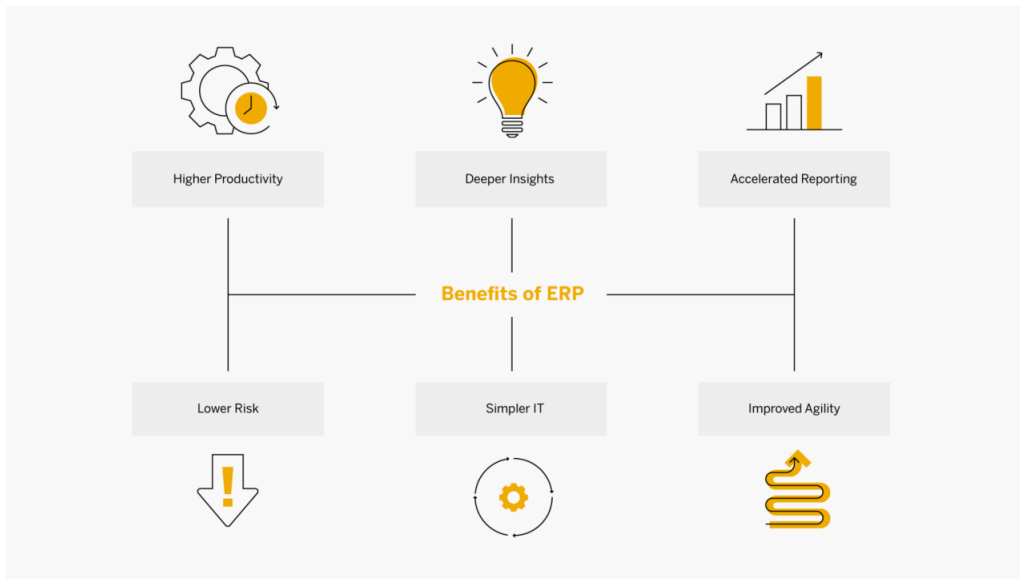 Higher Productivity
Deeper Insights
Accelerated Reporting
Benefits of ERP
Lower Risk
Simpler IT
Improved Agility